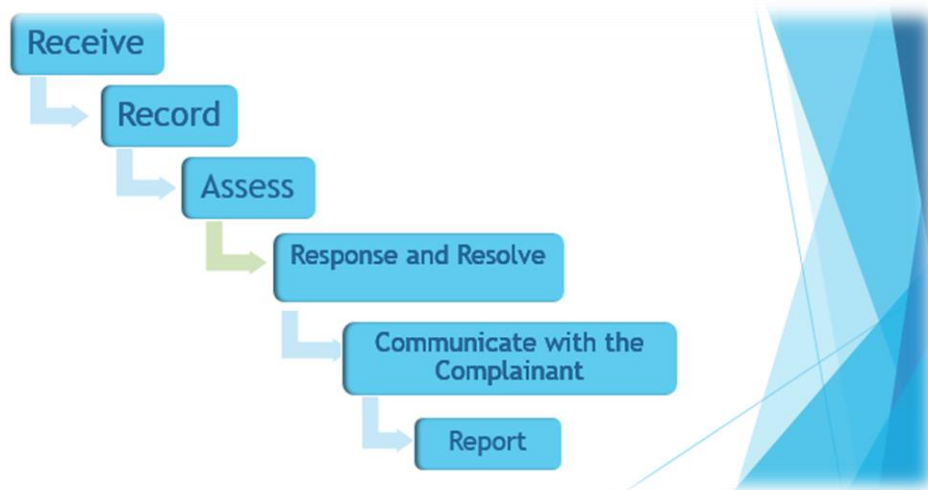 Receive
Record
Assess
Response and Resolve
Communicate with the
Complainant
Report